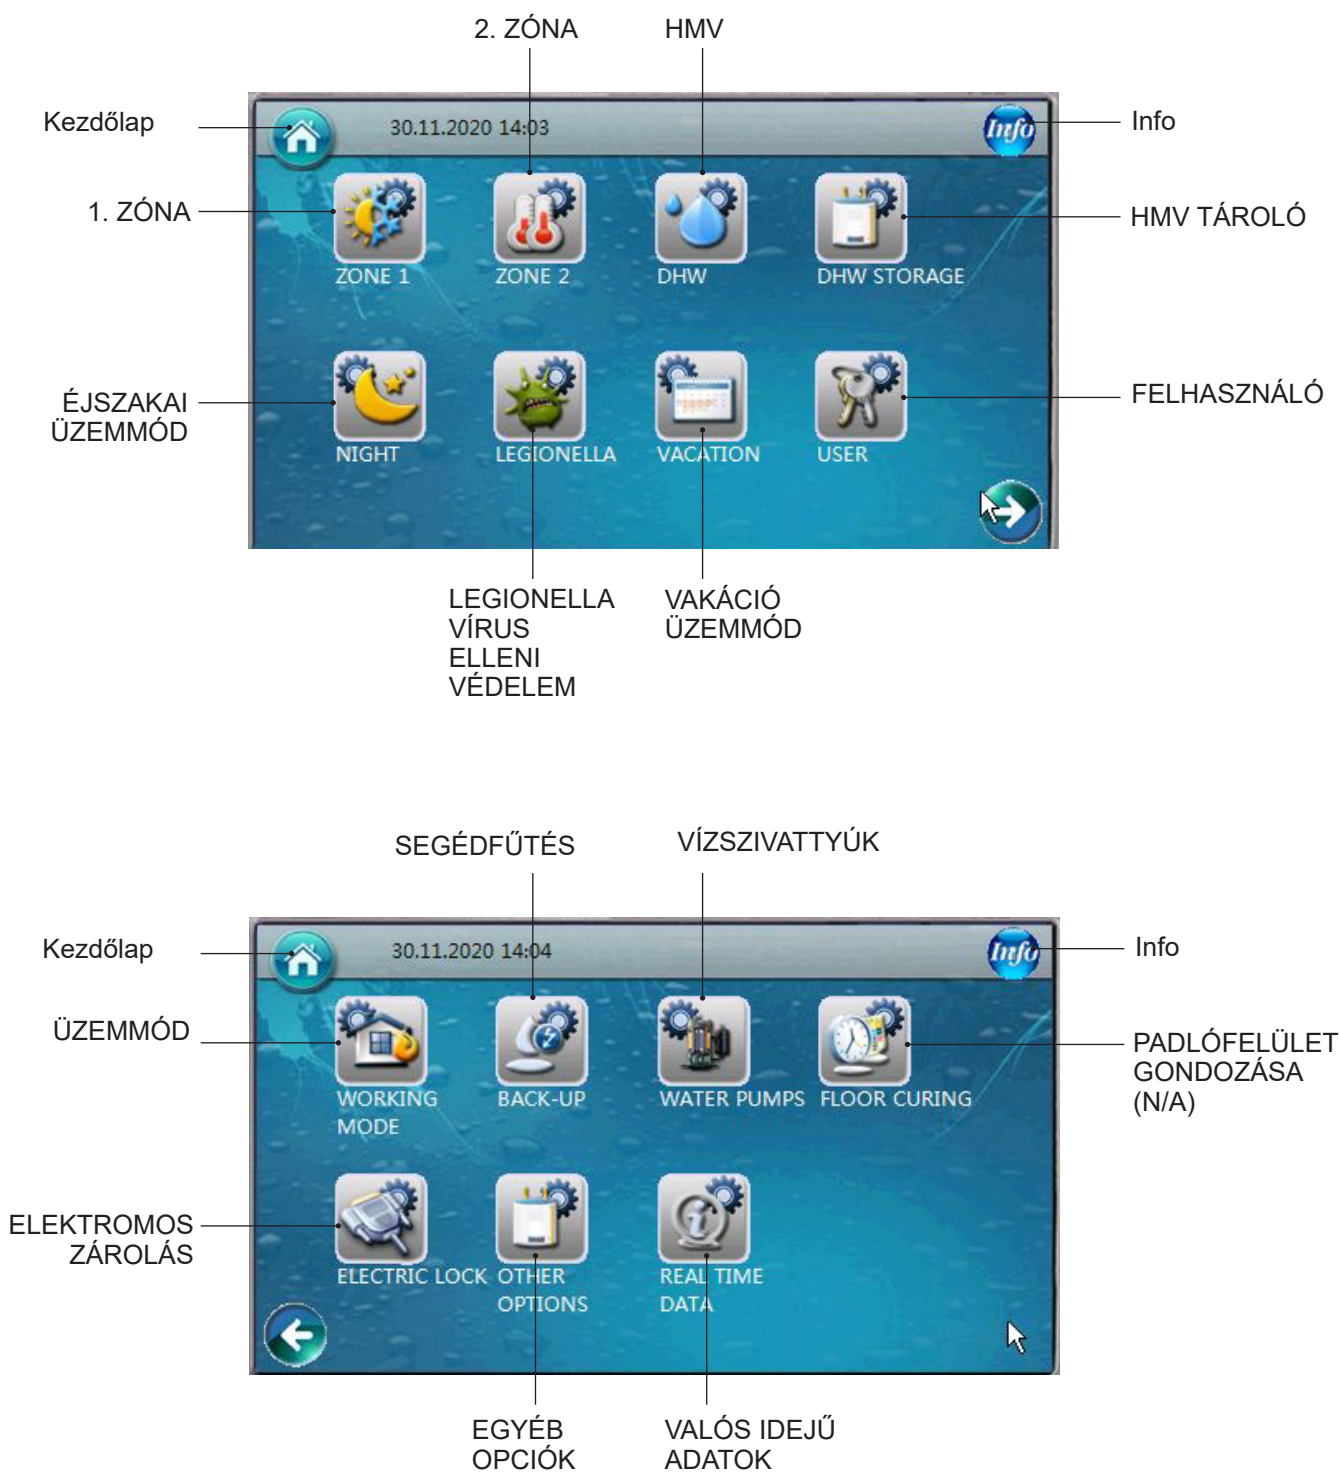 2. ZÓNA
HMV
Kezdőlap
30.11.2020 14:03
Info
Info
1. ZÓNA
HMV TÁROLÓ
ZONE 1
ZONE 2
DHW
DHW STORAGE
ÉJSZAKAI
ÜZEMMÓD
FELHASZNÁLÓ
NIGHT
LEGIONELLA
VACATION
USER
LEGIONELLA
VÍRUS
ELLENI
VÉDELEM
VAKÁCIÓ
ÜZEMMÓD
SEGÉDFŰTÉS
VÍZSZIVATTYÚK
Kezdőlap
30.11.2020 14:04
Info
Info
ÜZEMMÓD
PADLÓFELÜLET
GONDOZÁSA
(N/A)
WORKING
MODE
BACK-UP
WATER PUMPS
FLOOR CURING
ELEKTROMOS
ZÁROLÁS
ELECTRIC LOCK
OTHER
OPTIONS
REAL TIME
DATA
EGYÉB
OPCIÓK
VALÓS IDEJŰ
ADATOK